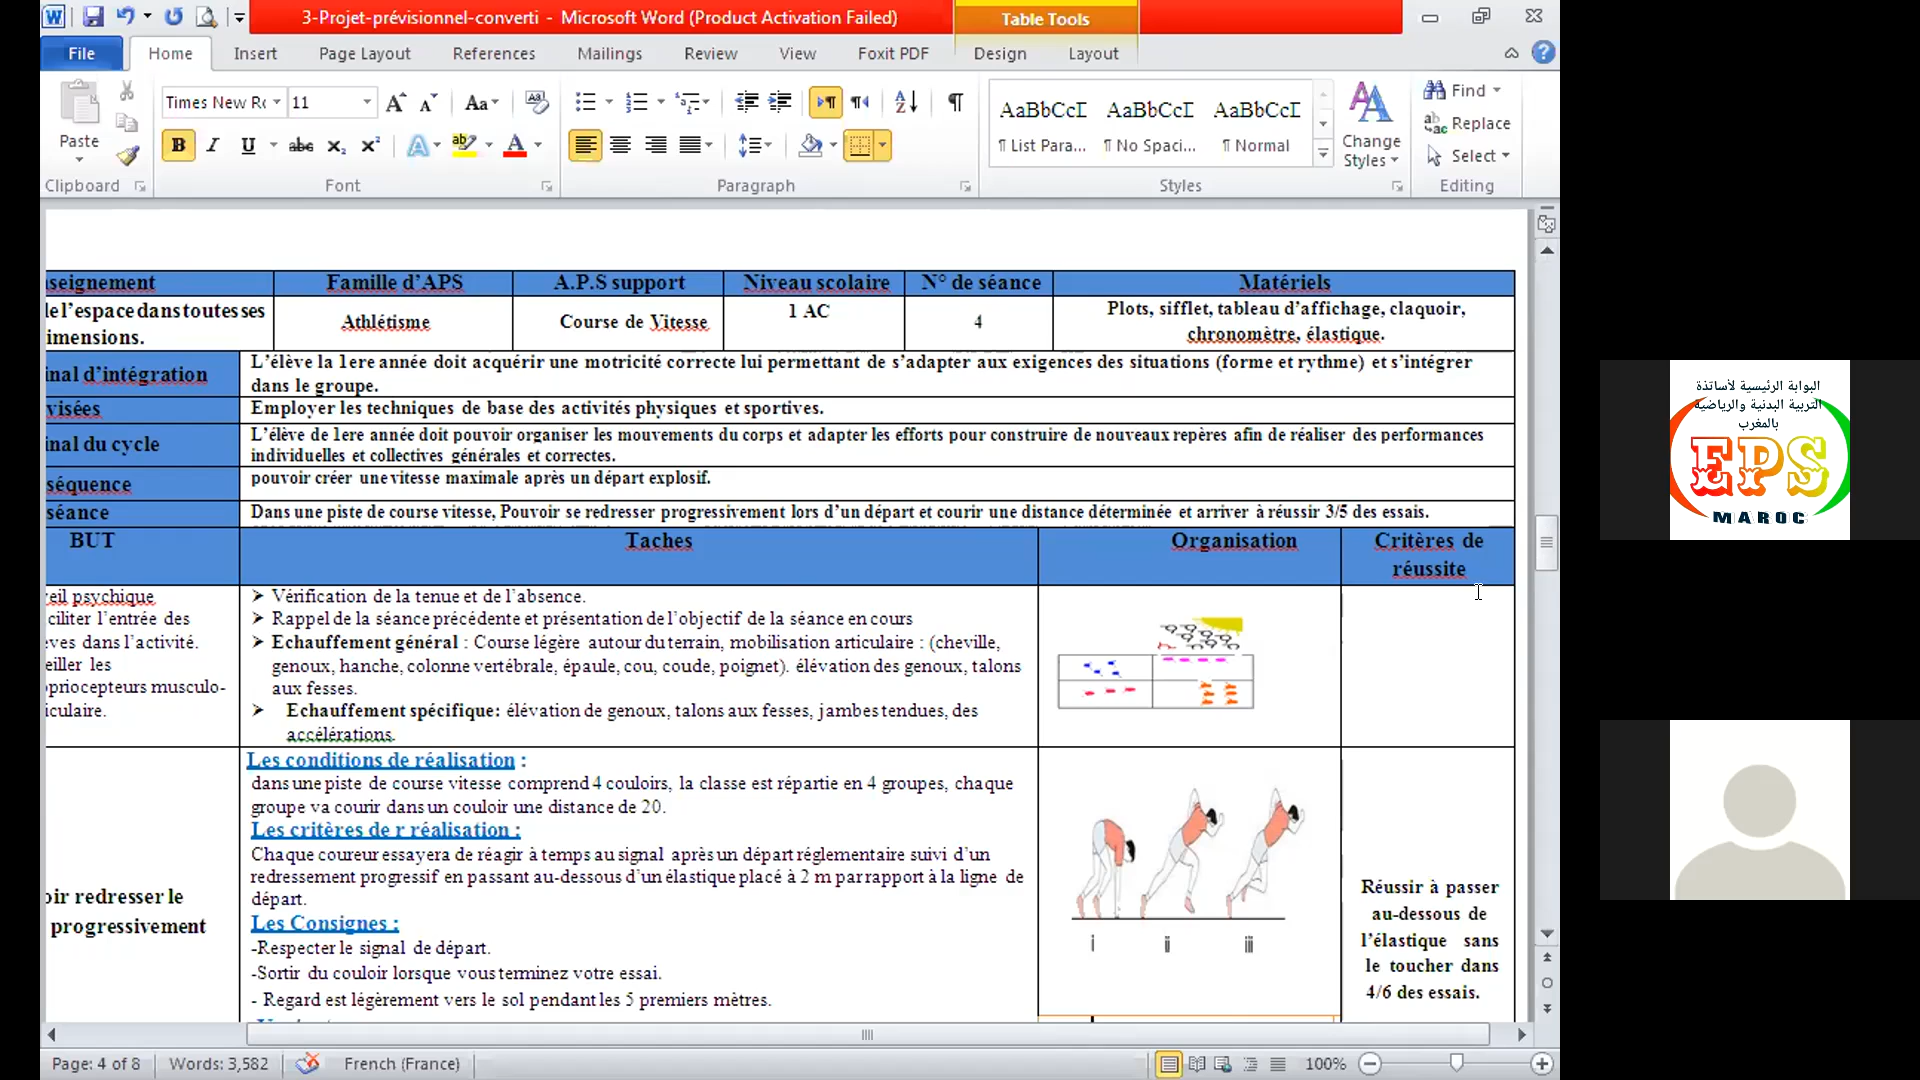 3-Projet-prévisionnel-converti - Microsoft Word (Product Activation Failed)
Table Tools
File Home Insert Page Layout References Mailings Review View Foxit PDF Design Layout
Paste
Clipboard
Times New Ro 11
Font
Paragraph
AaBbCcI AaBbCcI AaBbCcI
¶ List Para... ¶ No Spaci... ¶ Normal
Styles
Change
Styles
Find
Replace
Select
Editing
nseignement Famille d’APS A.P.S support Niveau scolaire N° de séance Matériels
de l’espace dans toutes ses
imensions.
Athlétisme
Course de Vitesse
1 AC
4
Plots, sifflet, tableau d’affichage, claquoir,
chronomètre, élastique.
inal d’intégration
L’élève la 1ere année doit acquérir une motricité correcte lui permettant de s’adapter aux exigences des situations (forme et rythme) et s’intégrer
dans le groupe.
visées
Employer les techniques de base des activités physiques et sportives.
inal du cycle
L’élève de 1ere année doit pouvoir organiser les mouvements du corps et adapter les efforts pour construire de nouveaux repères afin de réaliser des performances
individuelles et collectives générales et correctes.
séquence
pouvoir créer une vitesse maximale après un départ explosif.
séance
Dans une piste de course vitesse, Pouvoir se redresser progressivement lors d’un départ et courir une distance déterminée et arriver à réussir 3/5 des essais.
BUT Taches Organisation Critères de
réussite
eil psychique
ciliter l’entrée des
ves dans l’activité.
eiller les
opriocepteurs musculo-
iculaire.
➢ Vérification de la tenue et de l’absence.
➢ Rappel de la séance précédente et présentation de l’objectif de la séance en cours
➢ Echauffement général : Course légère autour du terrain, mobilisation articulaire : (cheville,
genoux, hanche, colonne vertébrale, épaule, cou, coude, poignet). élévation des genoux, talons
aux fesses.
➢ Echauffement spécifique: élévation de genoux, talons aux fesses, jambes tendues, des
accélérations.
oir redresser le
progressivement
Les conditions de réalisation :
dans une piste de course vitesse comprend 4 couloirs, la classe est répartie en 4 groupes, chaque
groupe va courir dans un couloir une distance de 20.
Les critères de r réalisation :
Chaque coureur essayera de réagir à temps au signal après un départ réglementaire suivi d’un
redressement progressif en passant au-dessous d’un élastique placé à 2 m par rapport à la ligne de
départ.
Les Consignes :
-Respecter le signal de départ.
-Sortir du couloir lorsque vous terminez votre essai.
- Regard est légèrement vers le sol pendant les 5 premiers mètres.
i ii iii
Réussir à passer
au-dessous de
l’élastique sans
le toucher dans
4/6 des essais.
Page: 4 of 8 Words: 3,582 French (France) 100%
البوابة الرئيسية لأساتذة
التربية البدنية والرياضية
بالمغرب
EPS
MAROC